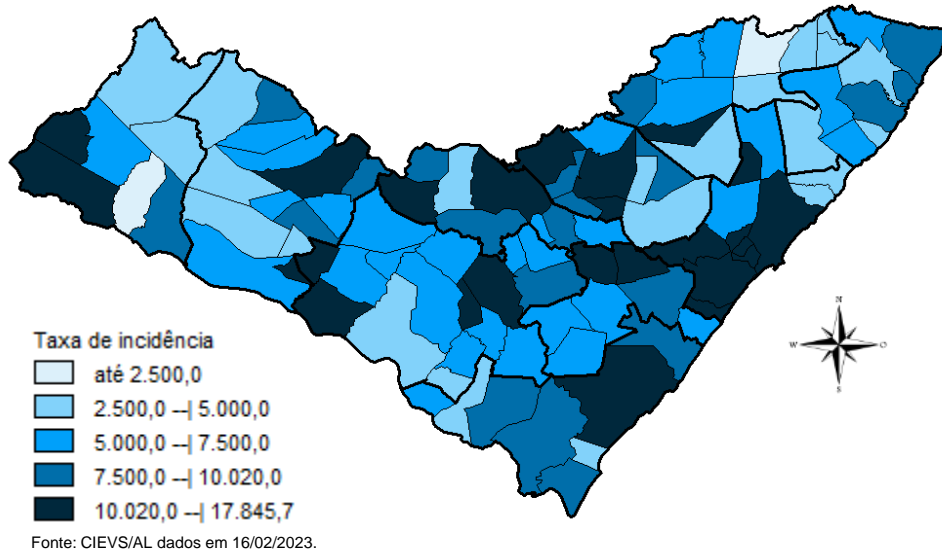 N
W
O
S
Taxa de incidência
até 2.500,0
2.500,0 --| 5.000,0
5.000,0 --| 7.500,0
7.500,0 --| 10.020,0
10.020,0 --| 17.845,7
Fonte: CIEVS/AL dados em 16/02/2023.